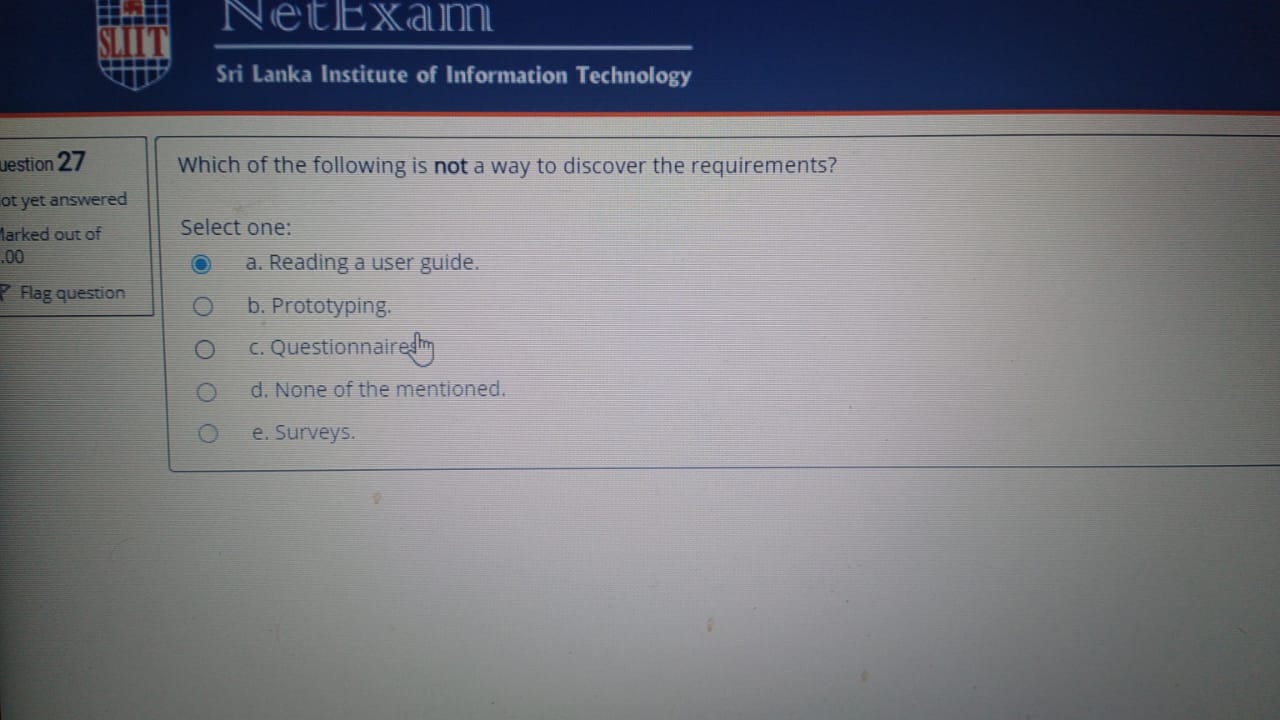 SLIIT
NetExam
Sri Lanka Institute of Information Technology
uestion 27
ot yet answered
Marked out of
.00
Flag question
Which of the following is not a way to discover the requirements?
Select one:
a. Reading a user guide.
b. Prototyping.
c. Questionnaires
d. None of the mentioned.
e. Surveys.